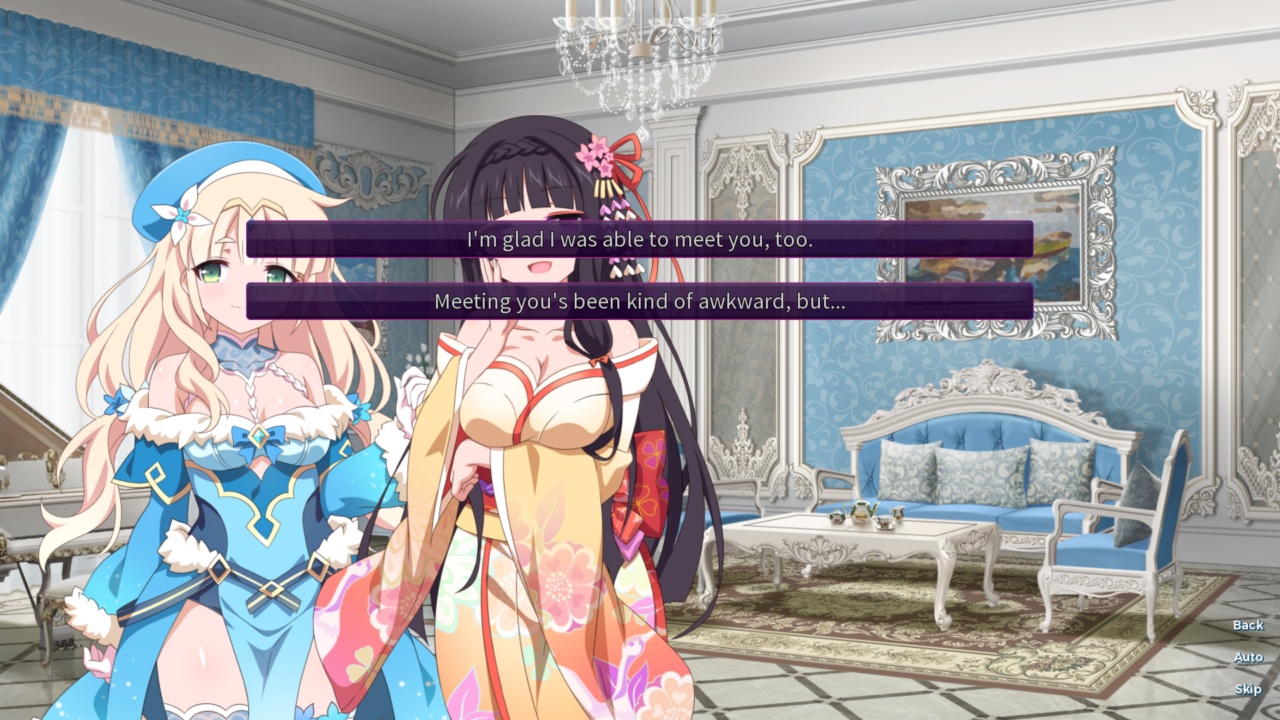 I'm glad I was able to meet you, too.
Meeting you's been kind of awkward, but...
Back
Auto
Skip